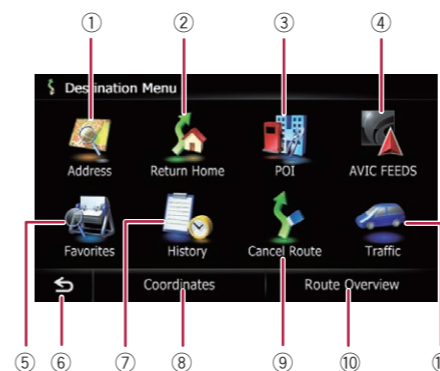 ① ② ③ ④
Destination Menu
Address Return Home POI AVIC FEEDS
Favorites History Cancel Route Traffic
Coordinates Route Overview
⑤ ⑥ ⑦ ⑧ ⑨ ⑩